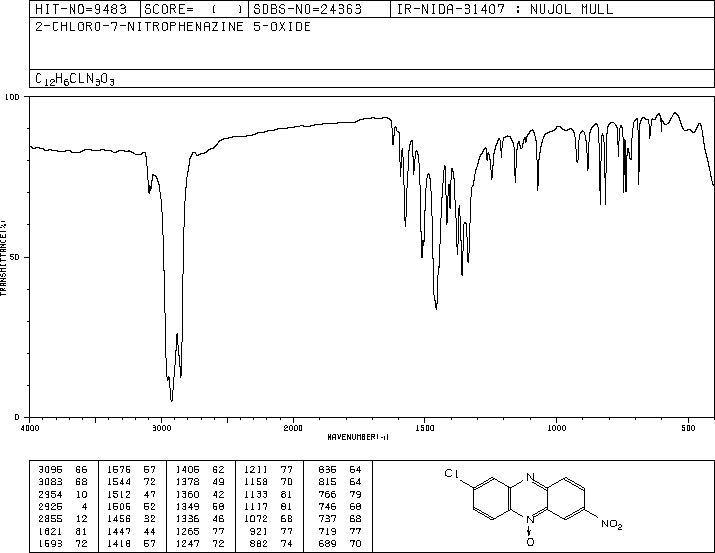 HIT-NO=9483 SCORE= ( ) SDBS-NO=24363 IR-NIDA-31407 : NUJOL MULL
2-CHLORO-7-NITROPHENAZINE 5-OXIDE
C12H6CLN3O3
100
TRANSMITTANCE(%)
50
0
4000 3000 2000 1500 1000 500
WAVENUMBER(-1)
3095 66 1576 57 1405 62 1211 77 836 64
3083 68 1544 72 1378 49 1158 70 815 64
2954 10 1512 47 1360 42 1133 81 766 79
2925 4 1506 52 1349 60 1117 81 746 68
2855 12 1456 32 1336 46 1072 68 737 68
1621 81 1447 44 1265 77 921 77 719 77
1593 72 1418 57 1247 72 882 74 689 70
Cl
N
N
NO2
O